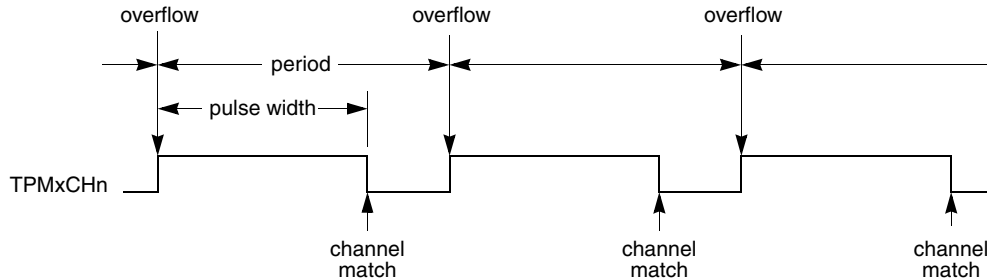 overflow overflow overflow
period
pulse width
TPMxCHn
channel match
channel match
channel match